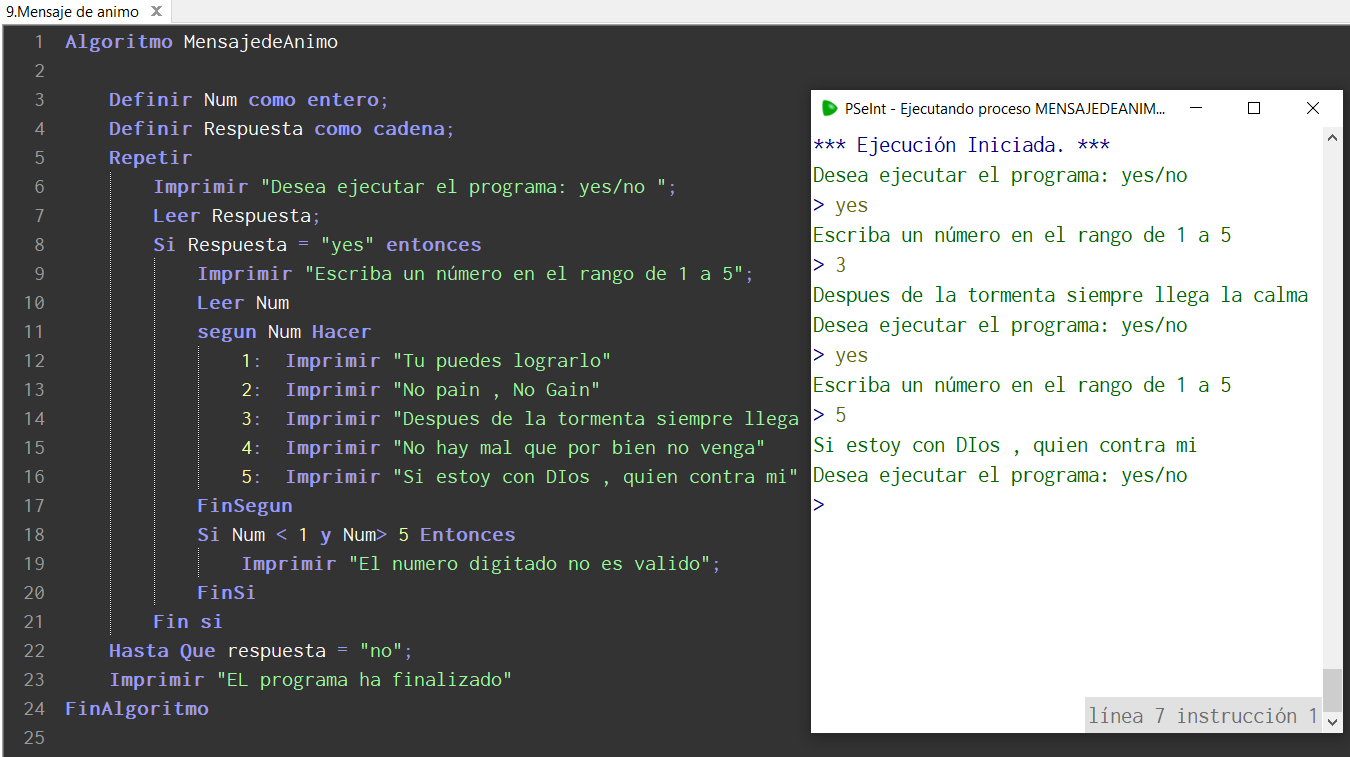 9.Mensaje de animo X
1 Algoritmo MensajedeAnimo
2
3 Definir Num como entero;
4 Definir Respuesta como cadena;
5 Repetir
6 Imprimir "Desea ejecutar el programa: yes/no ";
7 Leer Respuesta;
8 Si Respuesta = "yes" entonces
9 Imprimir "Escriba un número en el rango de 1 a 5";
10 Leer Num
11 segun Num Hacer
12 1: Imprimir "Tu puedes lograrlo"
13 2: Imprimir "No pain , No Gain"
14 3: Imprimir "Despues de la tormenta siempre llega
15 4: Imprimir "No hay mal que por bien no venga"
16 5: Imprimir "Si estoy con DIos , quien contra mi"
17 FinSegun
18 Si Num < 1 y Num> 5 Entonces
19 Imprimir "El numero digitado no es valido";
20 FinSi
21 Fin si
22 Hasta Que respuesta = "no";
23 Imprimir "EL programa ha finalizado"
24 FinAlgoritmo
25
PSeInt - Ejecutando proceso MENSAJEDEANIM...
*** Ejecución Iniciada. ***
Desea ejecutar el programa: yes/no
> yes
Escriba un número en el rango de 1 a 5
> 3
Despues de la tormenta siempre llega la calma
Desea ejecutar el programa: yes/no
> yes
Escriba un número en el rango de 1 a 5
> 5
Si estoy con DIos , quien contra mi
Desea ejecutar el programa: yes/no
>
línea 7 instrucción 1